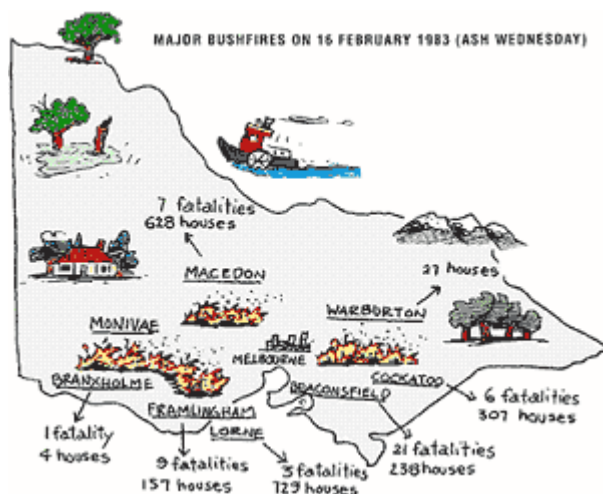 MAJOR BUSHFIRES ON 16 FEBRUARY 1983 (ASH WEDNESDAY)
7 fatalities
628 houses
MACEDON
27 houses
WARBURTON
MONIVAE
MELBOURNE
BRANXHOLME
COCKATOO
BEACONSFIELD
6 fatalities
307 houses
FRAMLINGHAM
1 fatality
4 houses
LORNE
9 fatalities
157 houses
3 fatalities
729 houses
21 fatalities
238 houses